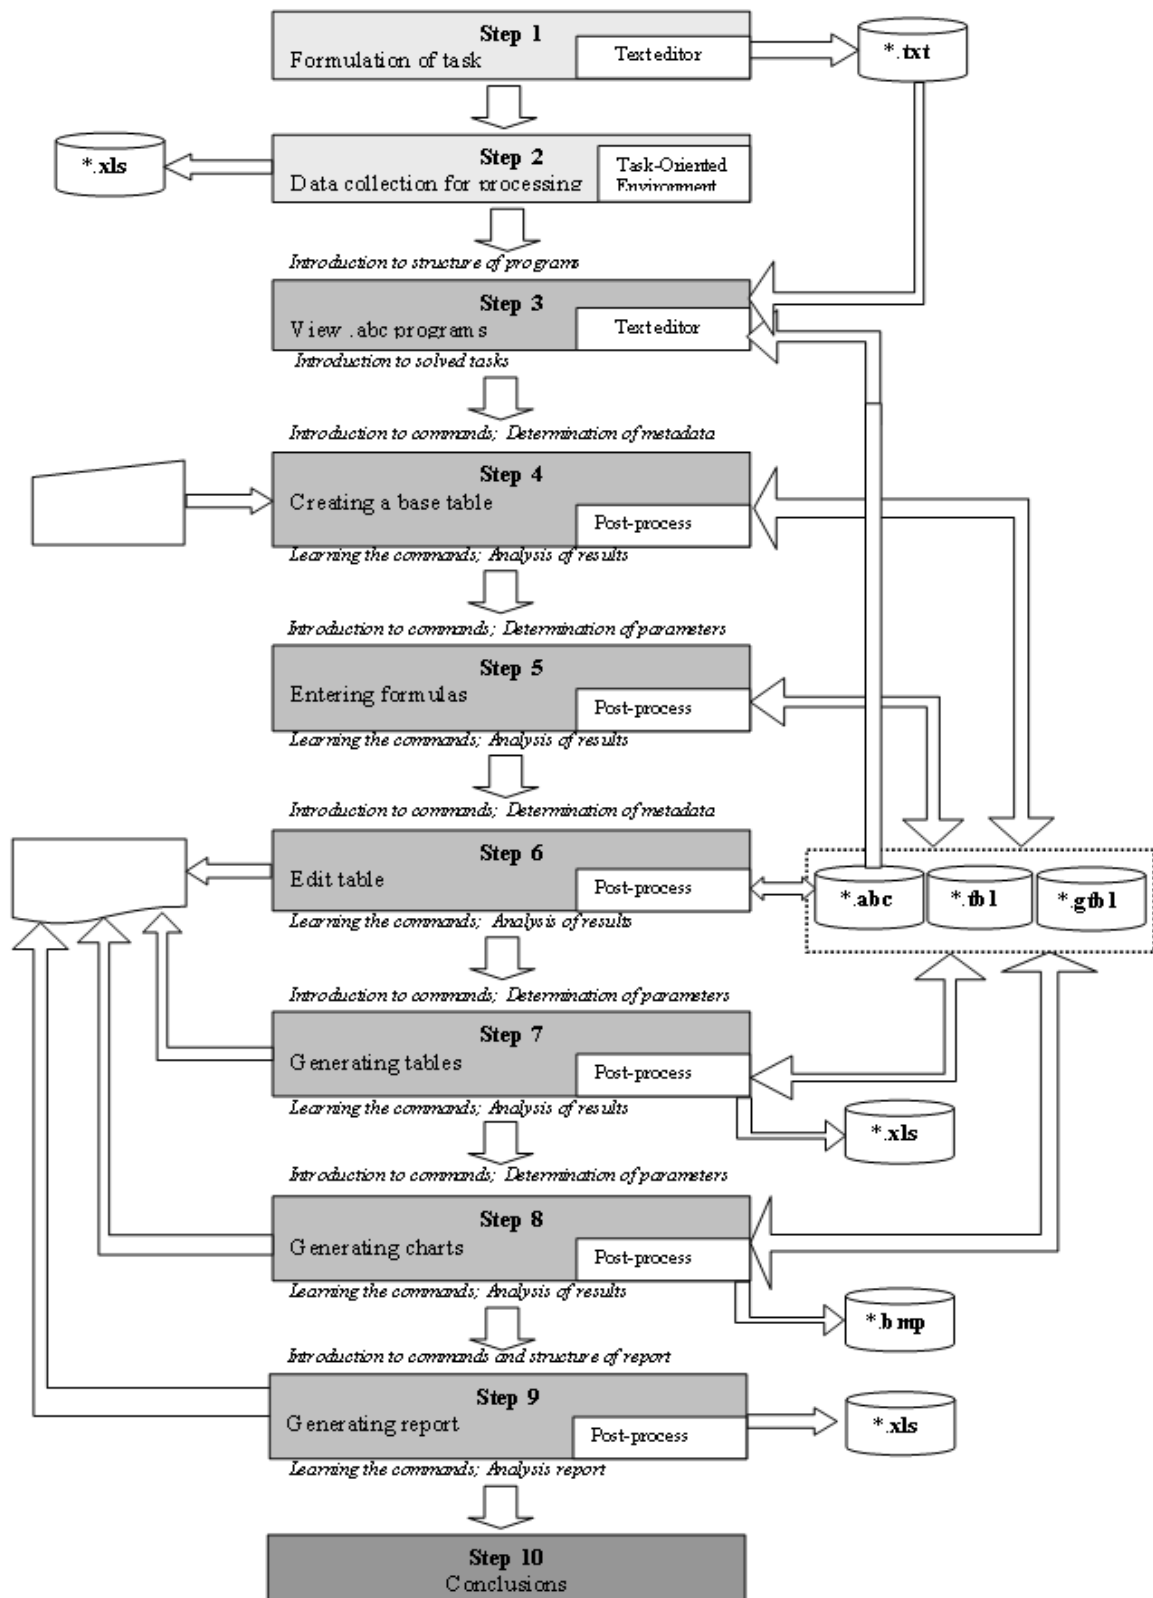 Step 1
Formulation of task
Text editor
*.txt
*.xls
Step 2
Data collection for processing
Task-Oriented
Environment
Introduction to structure of programs
Step 3
View .abc programs
Text editor
Introduction to solved tasks
Introduction to commands; Determination of metadata
Step 4
Creating a base table
Post-process
Learning the commands; Analysis of results
Introduction to commands; Determination of parameters
Step 5
Entering formulas
Post-process
Learning the commands; Analysis of results
Introduction to commands; Determination of metadata
Step 6
Edit table
Post-process
*.abc
*.tbl
*.gtbl
Learning the commands; Analysis of results
Introduction to commands; Determination of parameters
Step 7
Generating tables
Post-process
Learning the commands; Analysis of results
*.xls
Introduction to commands; Determination of parameters
Step 8
Generating charts
Post-process
Learning the commands; Analysis of results
*.bmp
Introduction to commands and structure of report
Step 9
Generating report
Post-process
*.xls
Learning the commands; Analysis report
Step 10
Conclusions